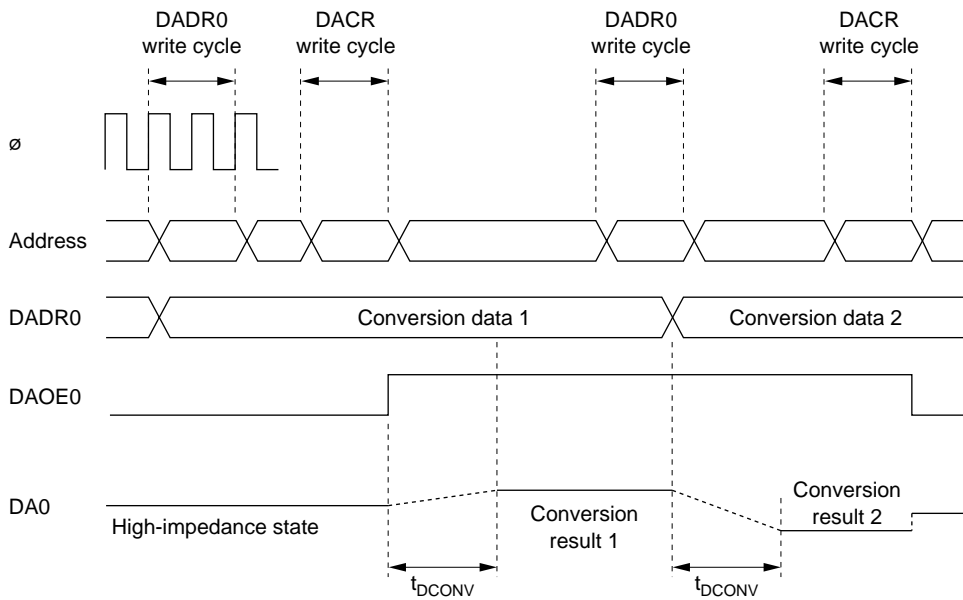 DADR0
write cycle
DACR
write cycle
DADR0
write cycle
DACR
write cycle
ø
Address
DADR0
Conversion data 1
Conversion data 2
DAOE0
DA0
High-impedance state
Conversion
result 1
Conversion
result 2
tDCONV
tDCONV